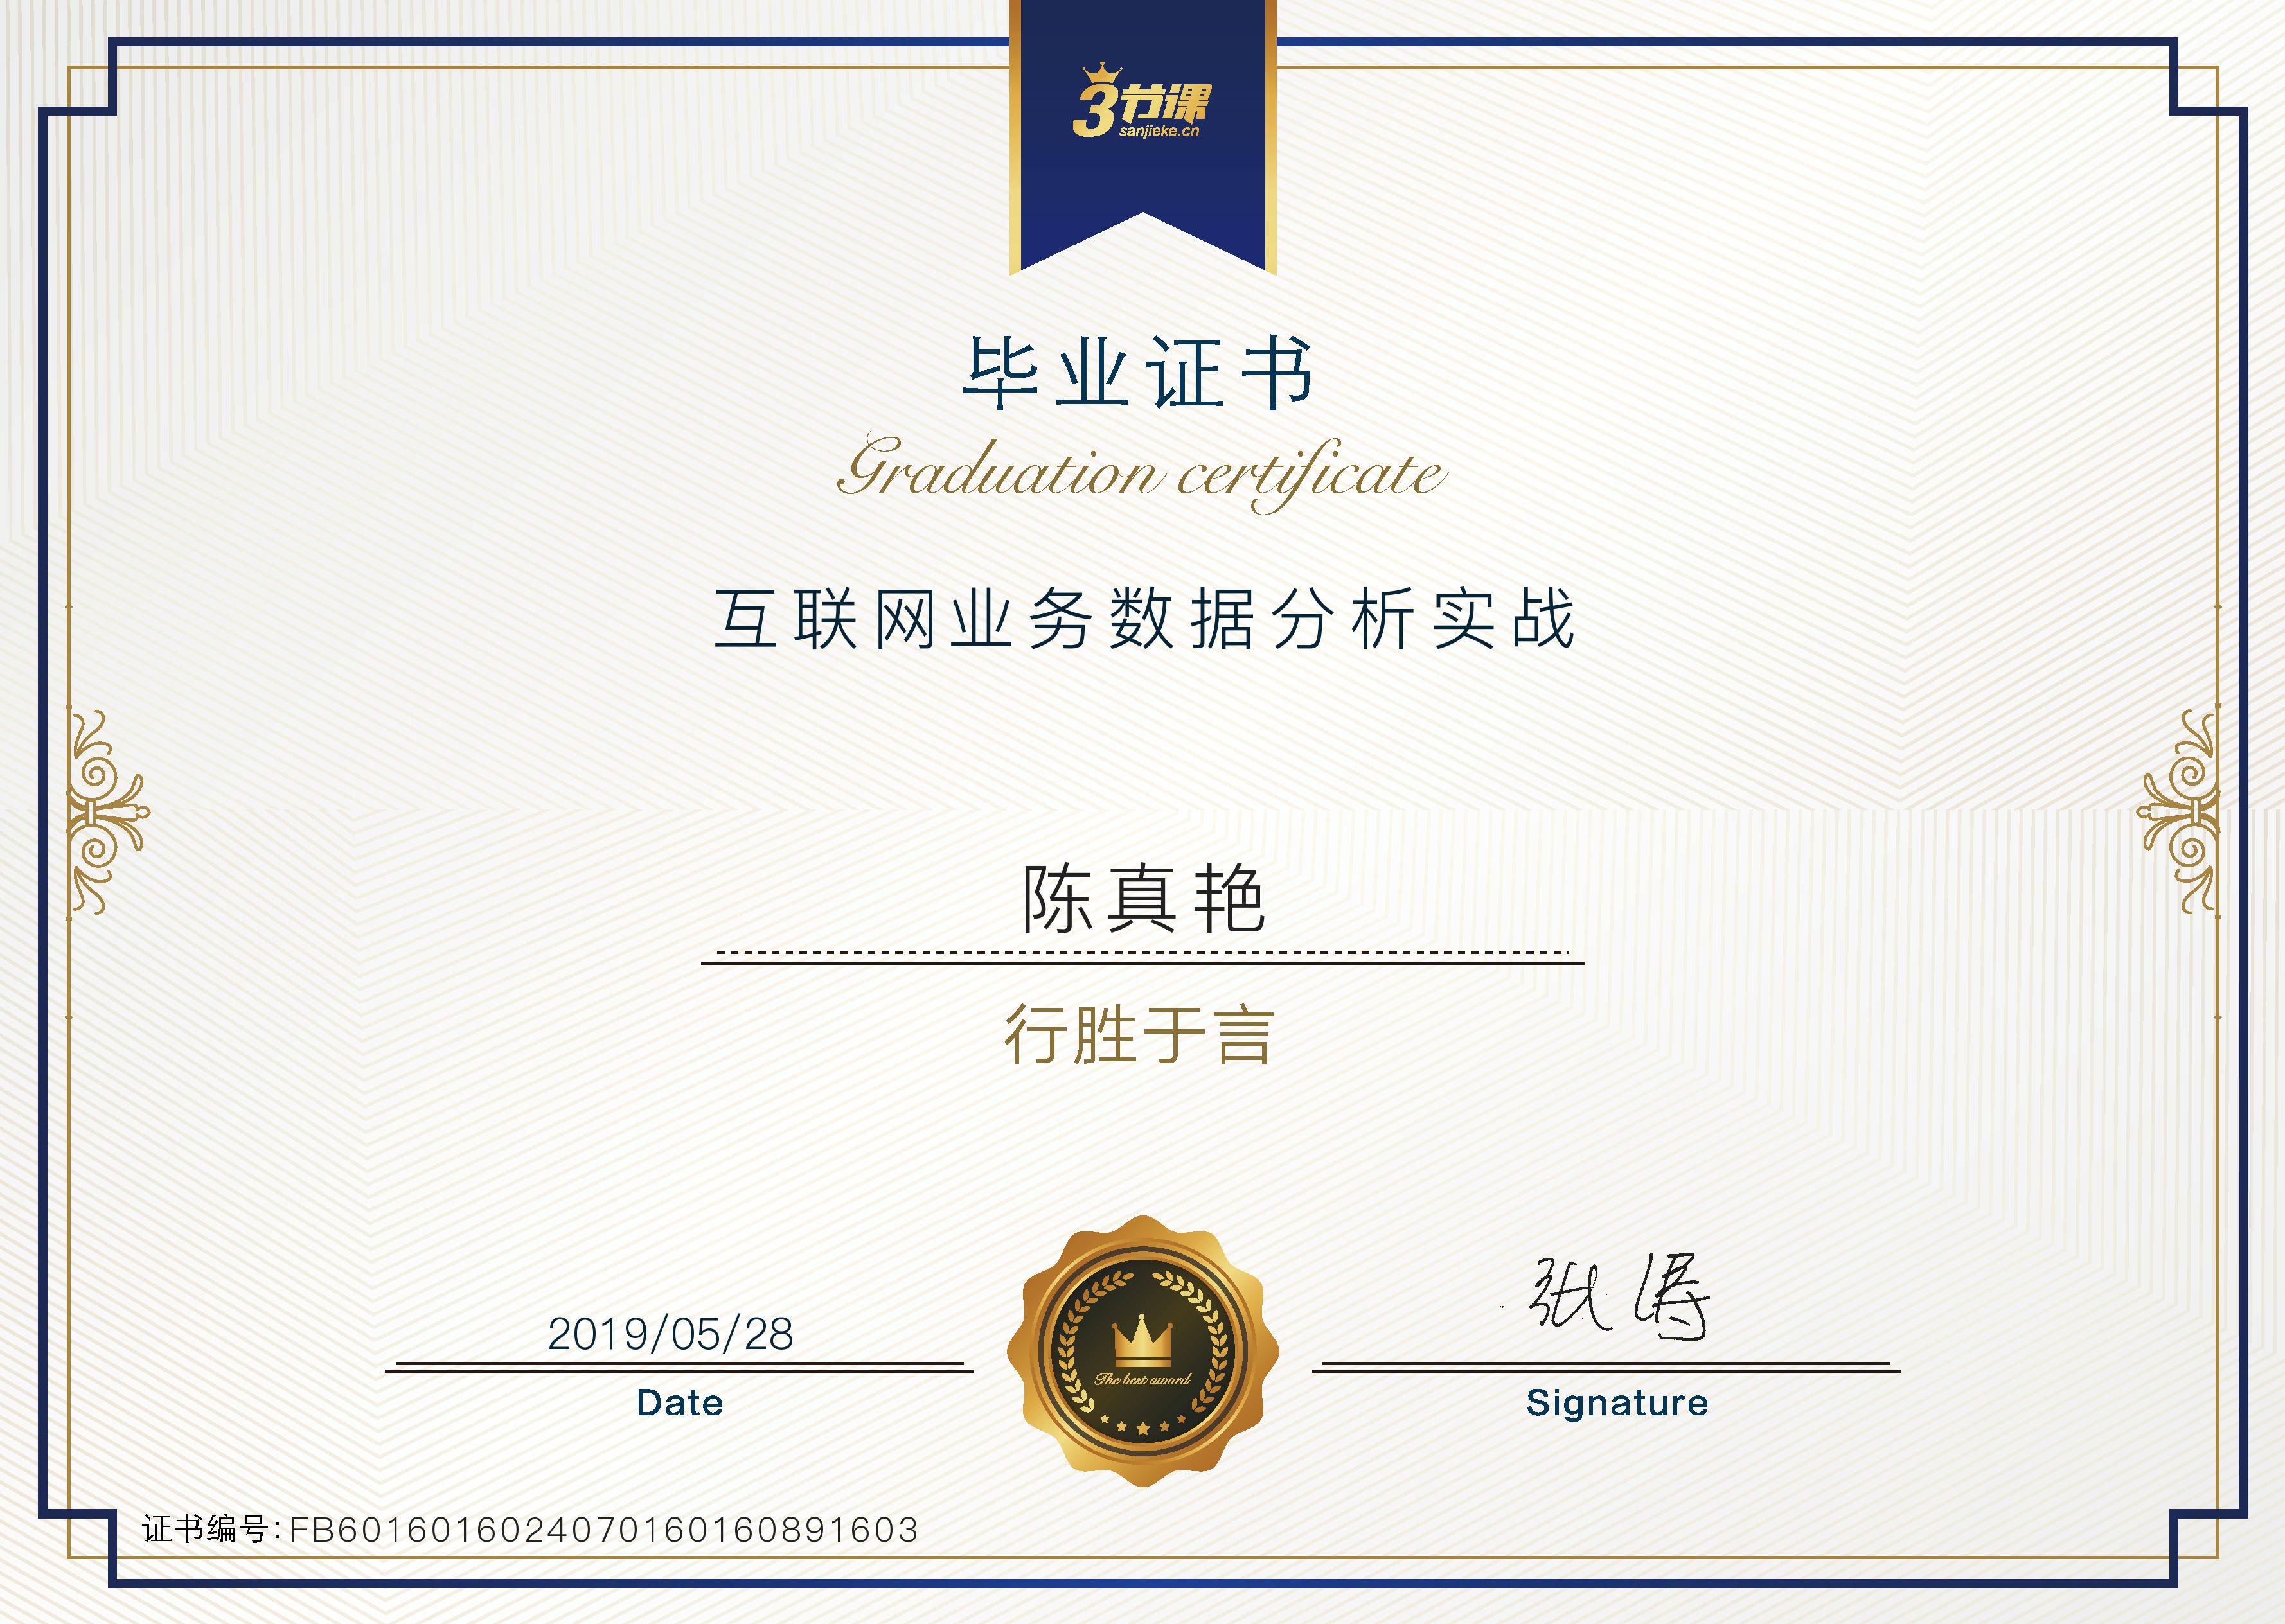 3节课
sanjieke.cn
毕业证书
Graduation certificate
互联网业务数据分析实战
陈真艳
行胜于言
2019/05/28
Date
The best aword
张涛
Signature
证书编号:FB6016016024070160160891603